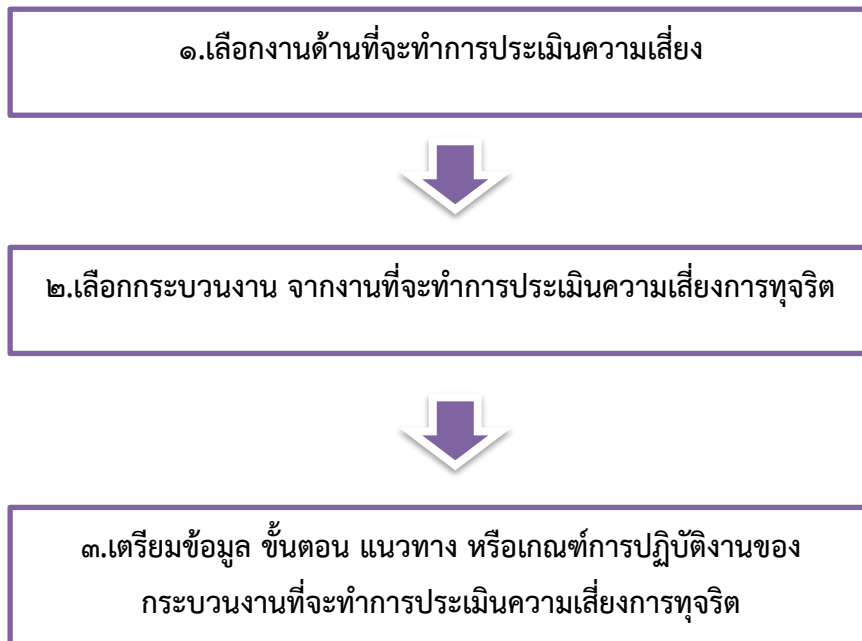 ๑.เลือกงานด้านที่จะทำการประเมินความเสี่ยง
๒.เลือกกระบวนงาน จากงานที่จะทำการประเมินความเสี่ยงการทุจริต
๓.เตรียมข้อมูล ขั้นตอน แนวทาง หรือเกณฑ์การปฏิบัติงานของ
กระบวนงานที่จะทำการประเมินความเสี่ยงการทุจริต